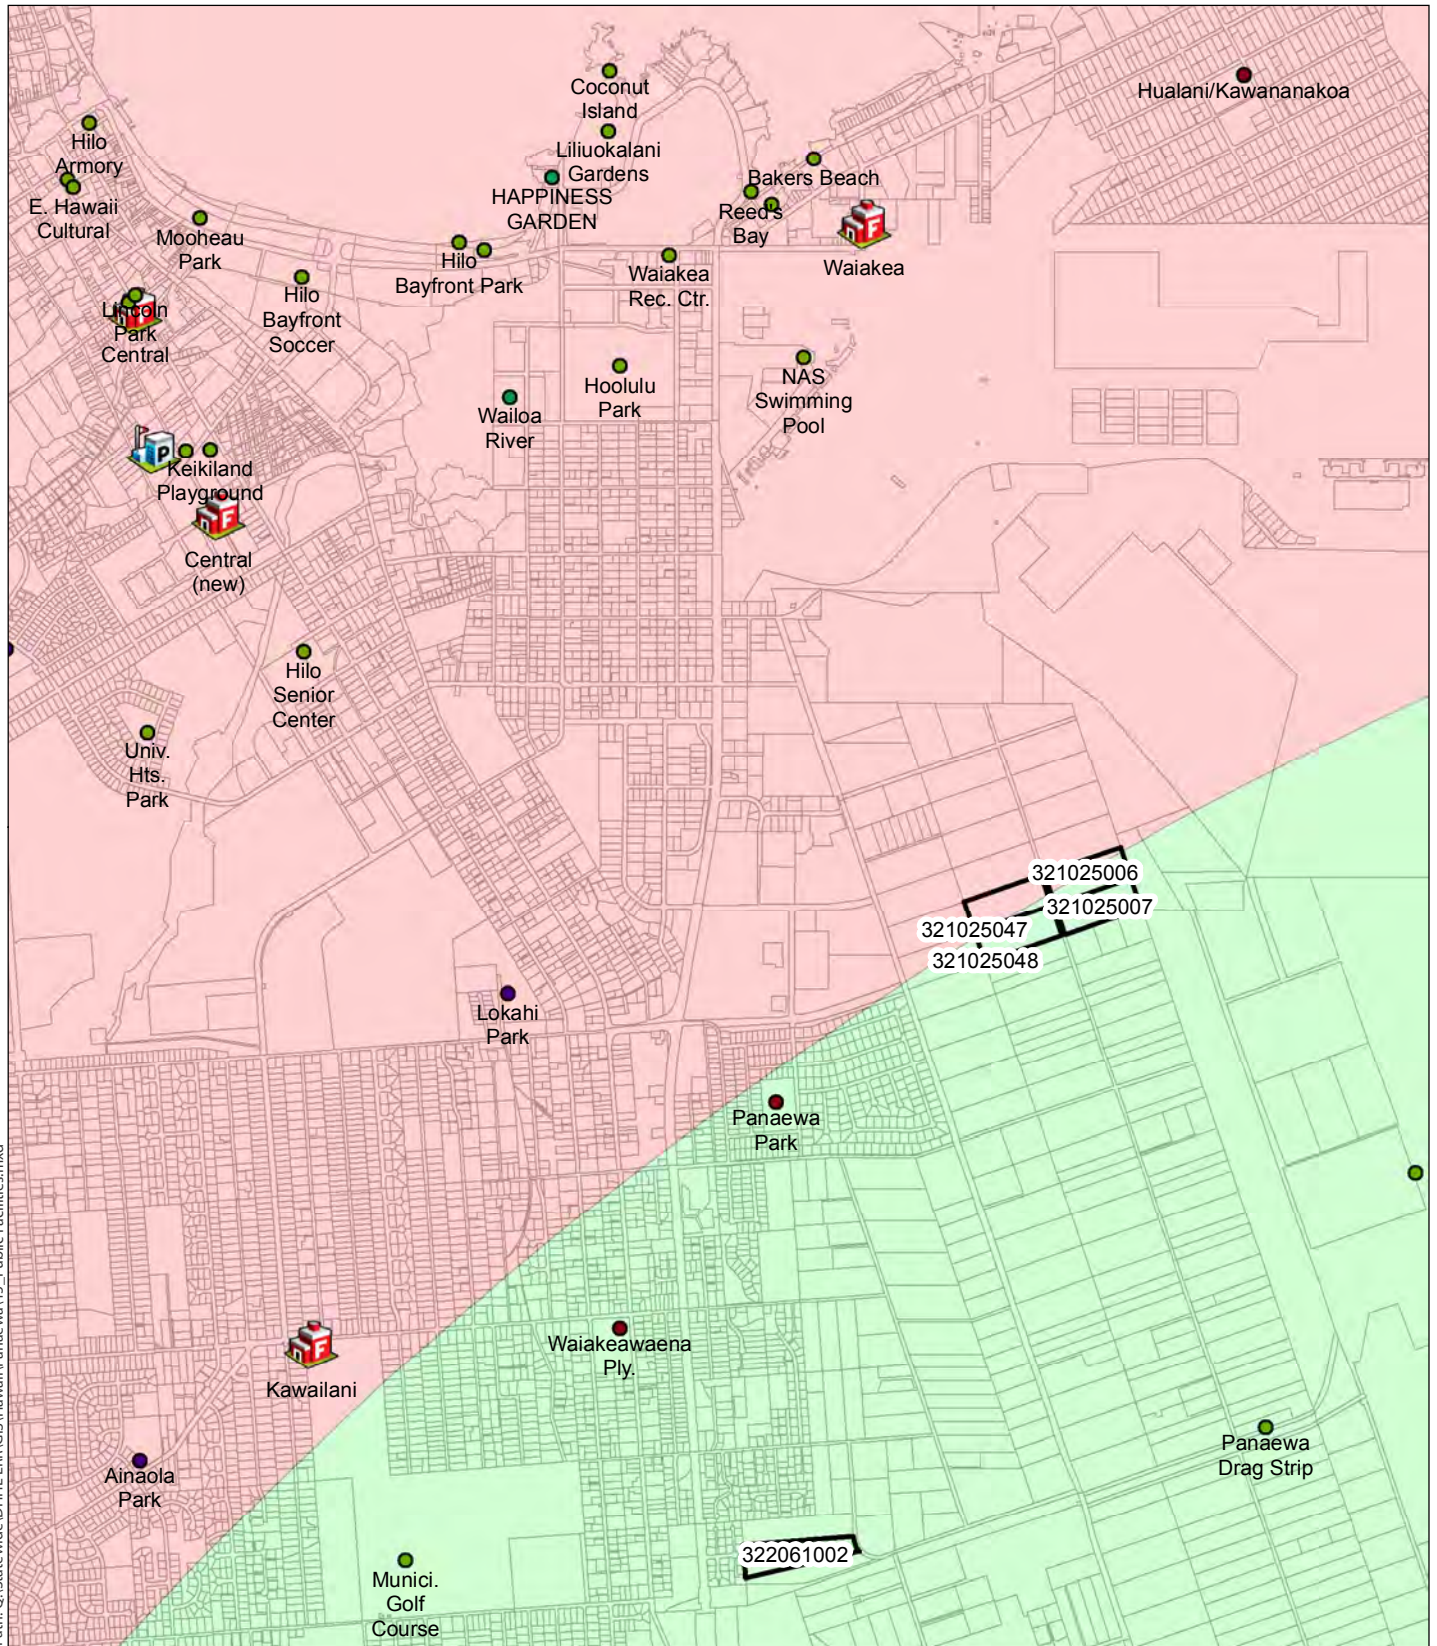 Coconut
Island
Hualani/Kawananakoa
Hilo
Armory
Liliuokalani
Gardens
Bakers Beach
HAPPINESS
GARDEN
E. Hawaii
Cultural
Reed's
Bay
Mooheau
Park
Hilo
Bayfront Park
Waiakea
Rec. Ctr.
F
Waiakea
Hilo
Bayfront
Soccer
Lincoln
Park
Central
Hoolulu
Park
NAS
Swimming
Pool
Wailoa
River
P
Keikiland
Playground
F
Central
(new)
Hilo
Senior
Center
Univ.
Hts.
Park
321025006
321025007
321025047
321025048
Lokahi
Park
Panaewa
Park
Waiakeawaena
Ply.
F
Kawailani
Panaewa
Drag Strip
Ainaola
Park
322061002
Munici.
Golf
Course